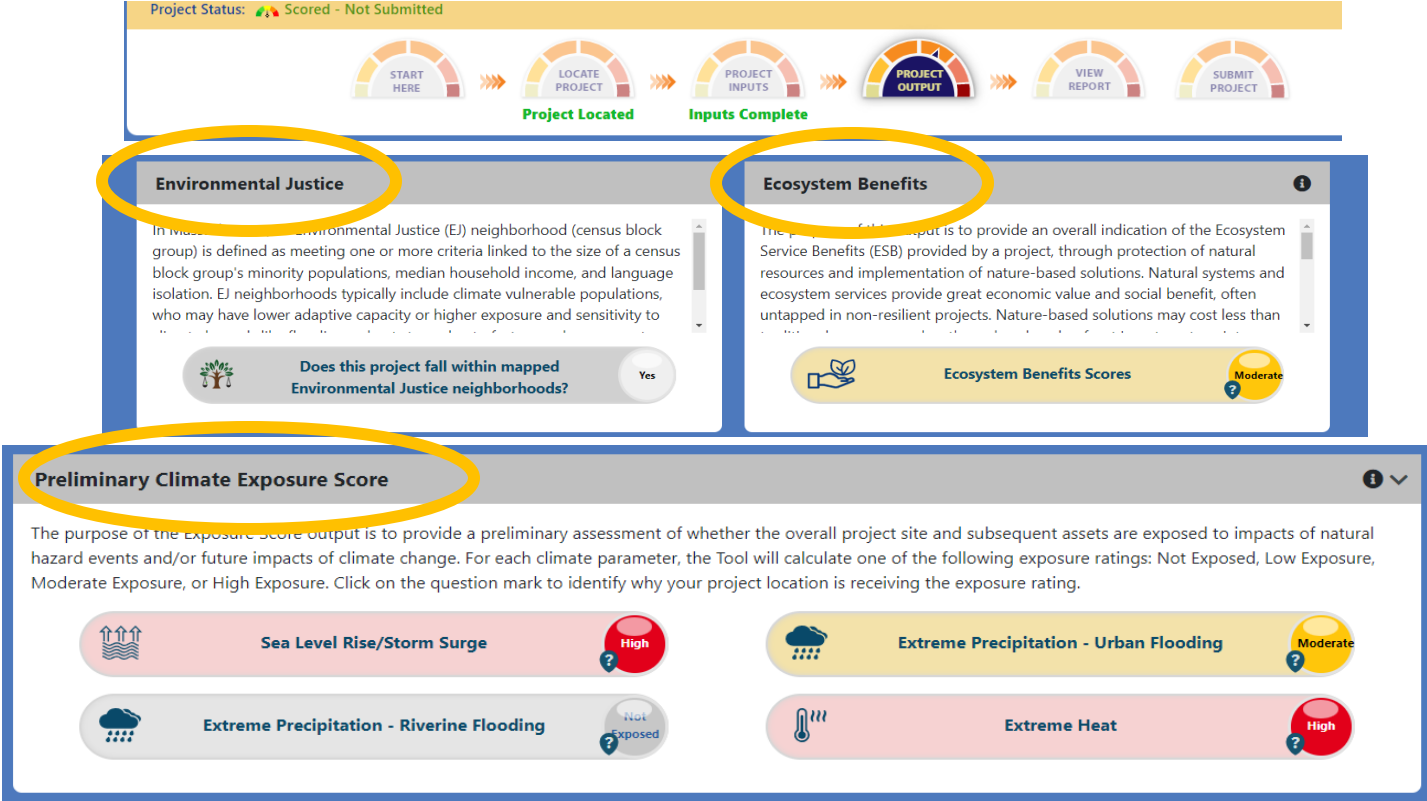 Project Status: Scored - Not Submitted
START
HERE
LOCATE
PROJECT
PROJECT
INPUTS
PROJECT
OUTPUT
VIEW
REPORT
SUBMIT
PROJECT
Project Located
Inputs Complete
Environmental Justice
In Environmental Justice (EJ) neighborhood (census block
group) is defined as meeting one or more criteria linked to the size of a census
block group's minority populations, median household income, and language
isolation. EJ neighborhoods typically include climate vulnerable populations,
who may have lower adaptive capacity or higher exposure and sensitivity to
Does this project fall within mapped
Environmental Justice neighborhoods?
Yes
Ecosystem Benefits
The of this output is to provide an overall indication of the Ecosystem
Service Benefits (ESB) provided by a project, through protection of natural
resources and implementation of nature-based solutions. Natural systems and
ecosystem services provide great economic value and social benefit, often
untapped in non-resilient projects. Nature-based solutions may cost less than
Ecosystem Benefits Scores
Moderate
?
Preliminary Climate Exposure Score
The purpose of the Exposure Score output is to provide a preliminary assessment of whether the overall project site and subsequent assets are exposed to impacts of natural
hazard events and/or future impacts of climate change. For each climate parameter, the Tool will calculate one of the following exposure ratings: Not Exposed, Low Exposure,
Moderate Exposure, or High Exposure. Click on the question mark to identify why your project location is receiving the exposure rating.
Sea Level Rise/Storm Surge
High
?
Extreme Precipitation - Urban Flooding
Moderate
?
Extreme Precipitation - Riverine Flooding
Not
Exposed
?
Extreme Heat
High
?